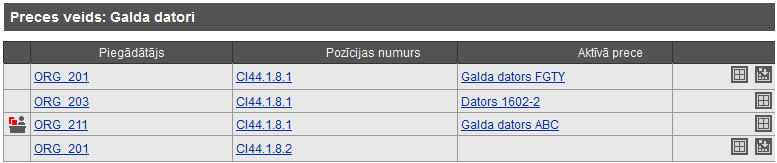 Preces veids: Galda datori
Piegādātājs Pozīcijas numurs Aktīvā prece
ORG_201 CI44.1.8.1 Galda dators FGTY
ORG_203 CI44.1.8.1 Dators 1602-2
ORG_211 CI44.1.8.1 Galda dators ABC
ORG_201 CI44.1.8.2